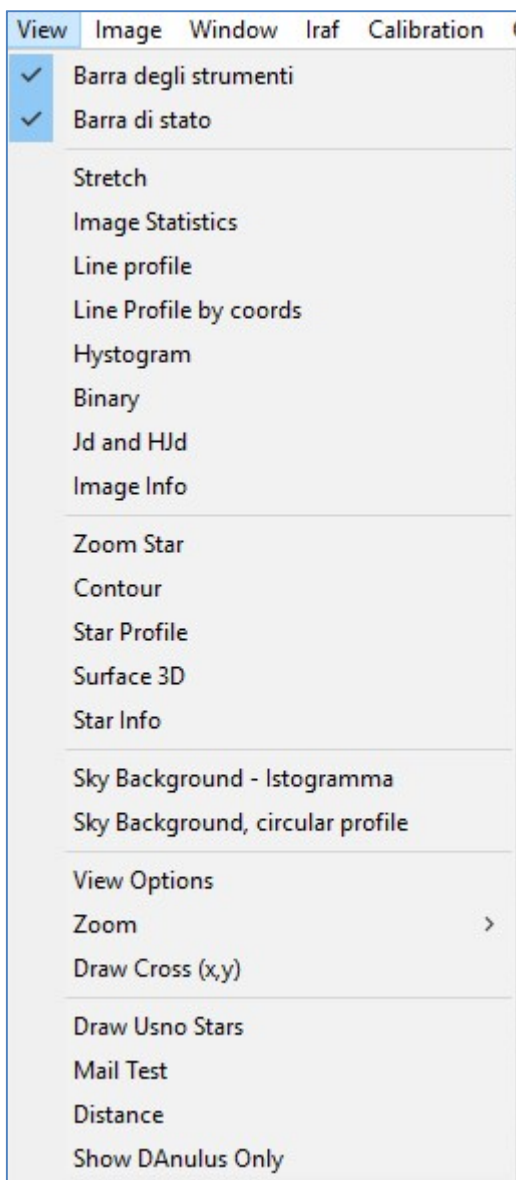 View Image Window Iraf Calibration
Barra degli strumenti
Barra di stato
Stretch
Image Statistics
Line profile
Line Profile by coords
Hystogram
Binary
Jd and HJd
Image Info
Zoom Star
Contour
Star Profile
Surface 3D
Star Info
Sky Background - Istogramma
Sky Background, circular profile
View Options
Zoom
Draw Cross (x,y)
Draw Usno Stars
Mail Test
Distance
Show DAnulus Only